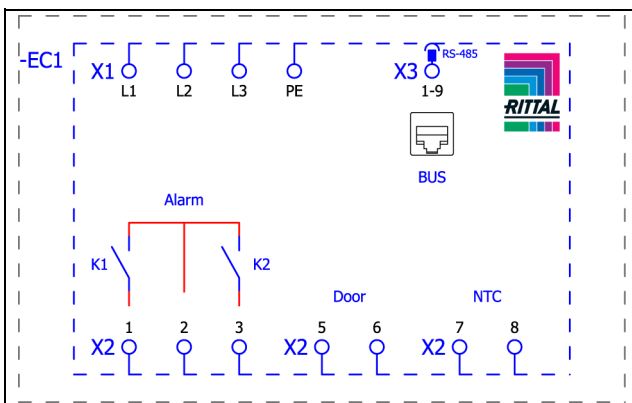 -EC1
X1
L1
L2
L3
PE
X3
RS-485
1-9
RITTAL
BUS
Alarm
K1
K2
Door
NTC
X2
1
2
3
X2
5
6
X2
7
8